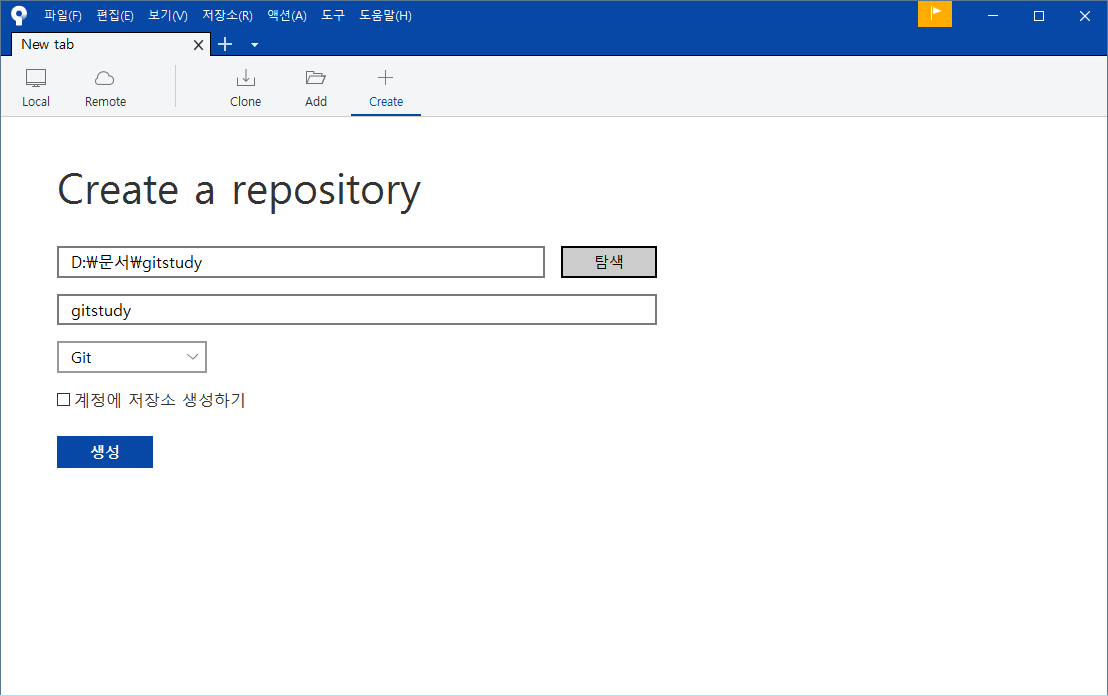 파일(F) 편집(E) 보기(V) 저장소(R) 액션(A) 도구 도움말(H)
New tab
Local Remote Clone Add Create
Create a repository
D:₩문서₩gitstudy 탐색
gitstudy
Git
계정에 저장소 생성하기
생성